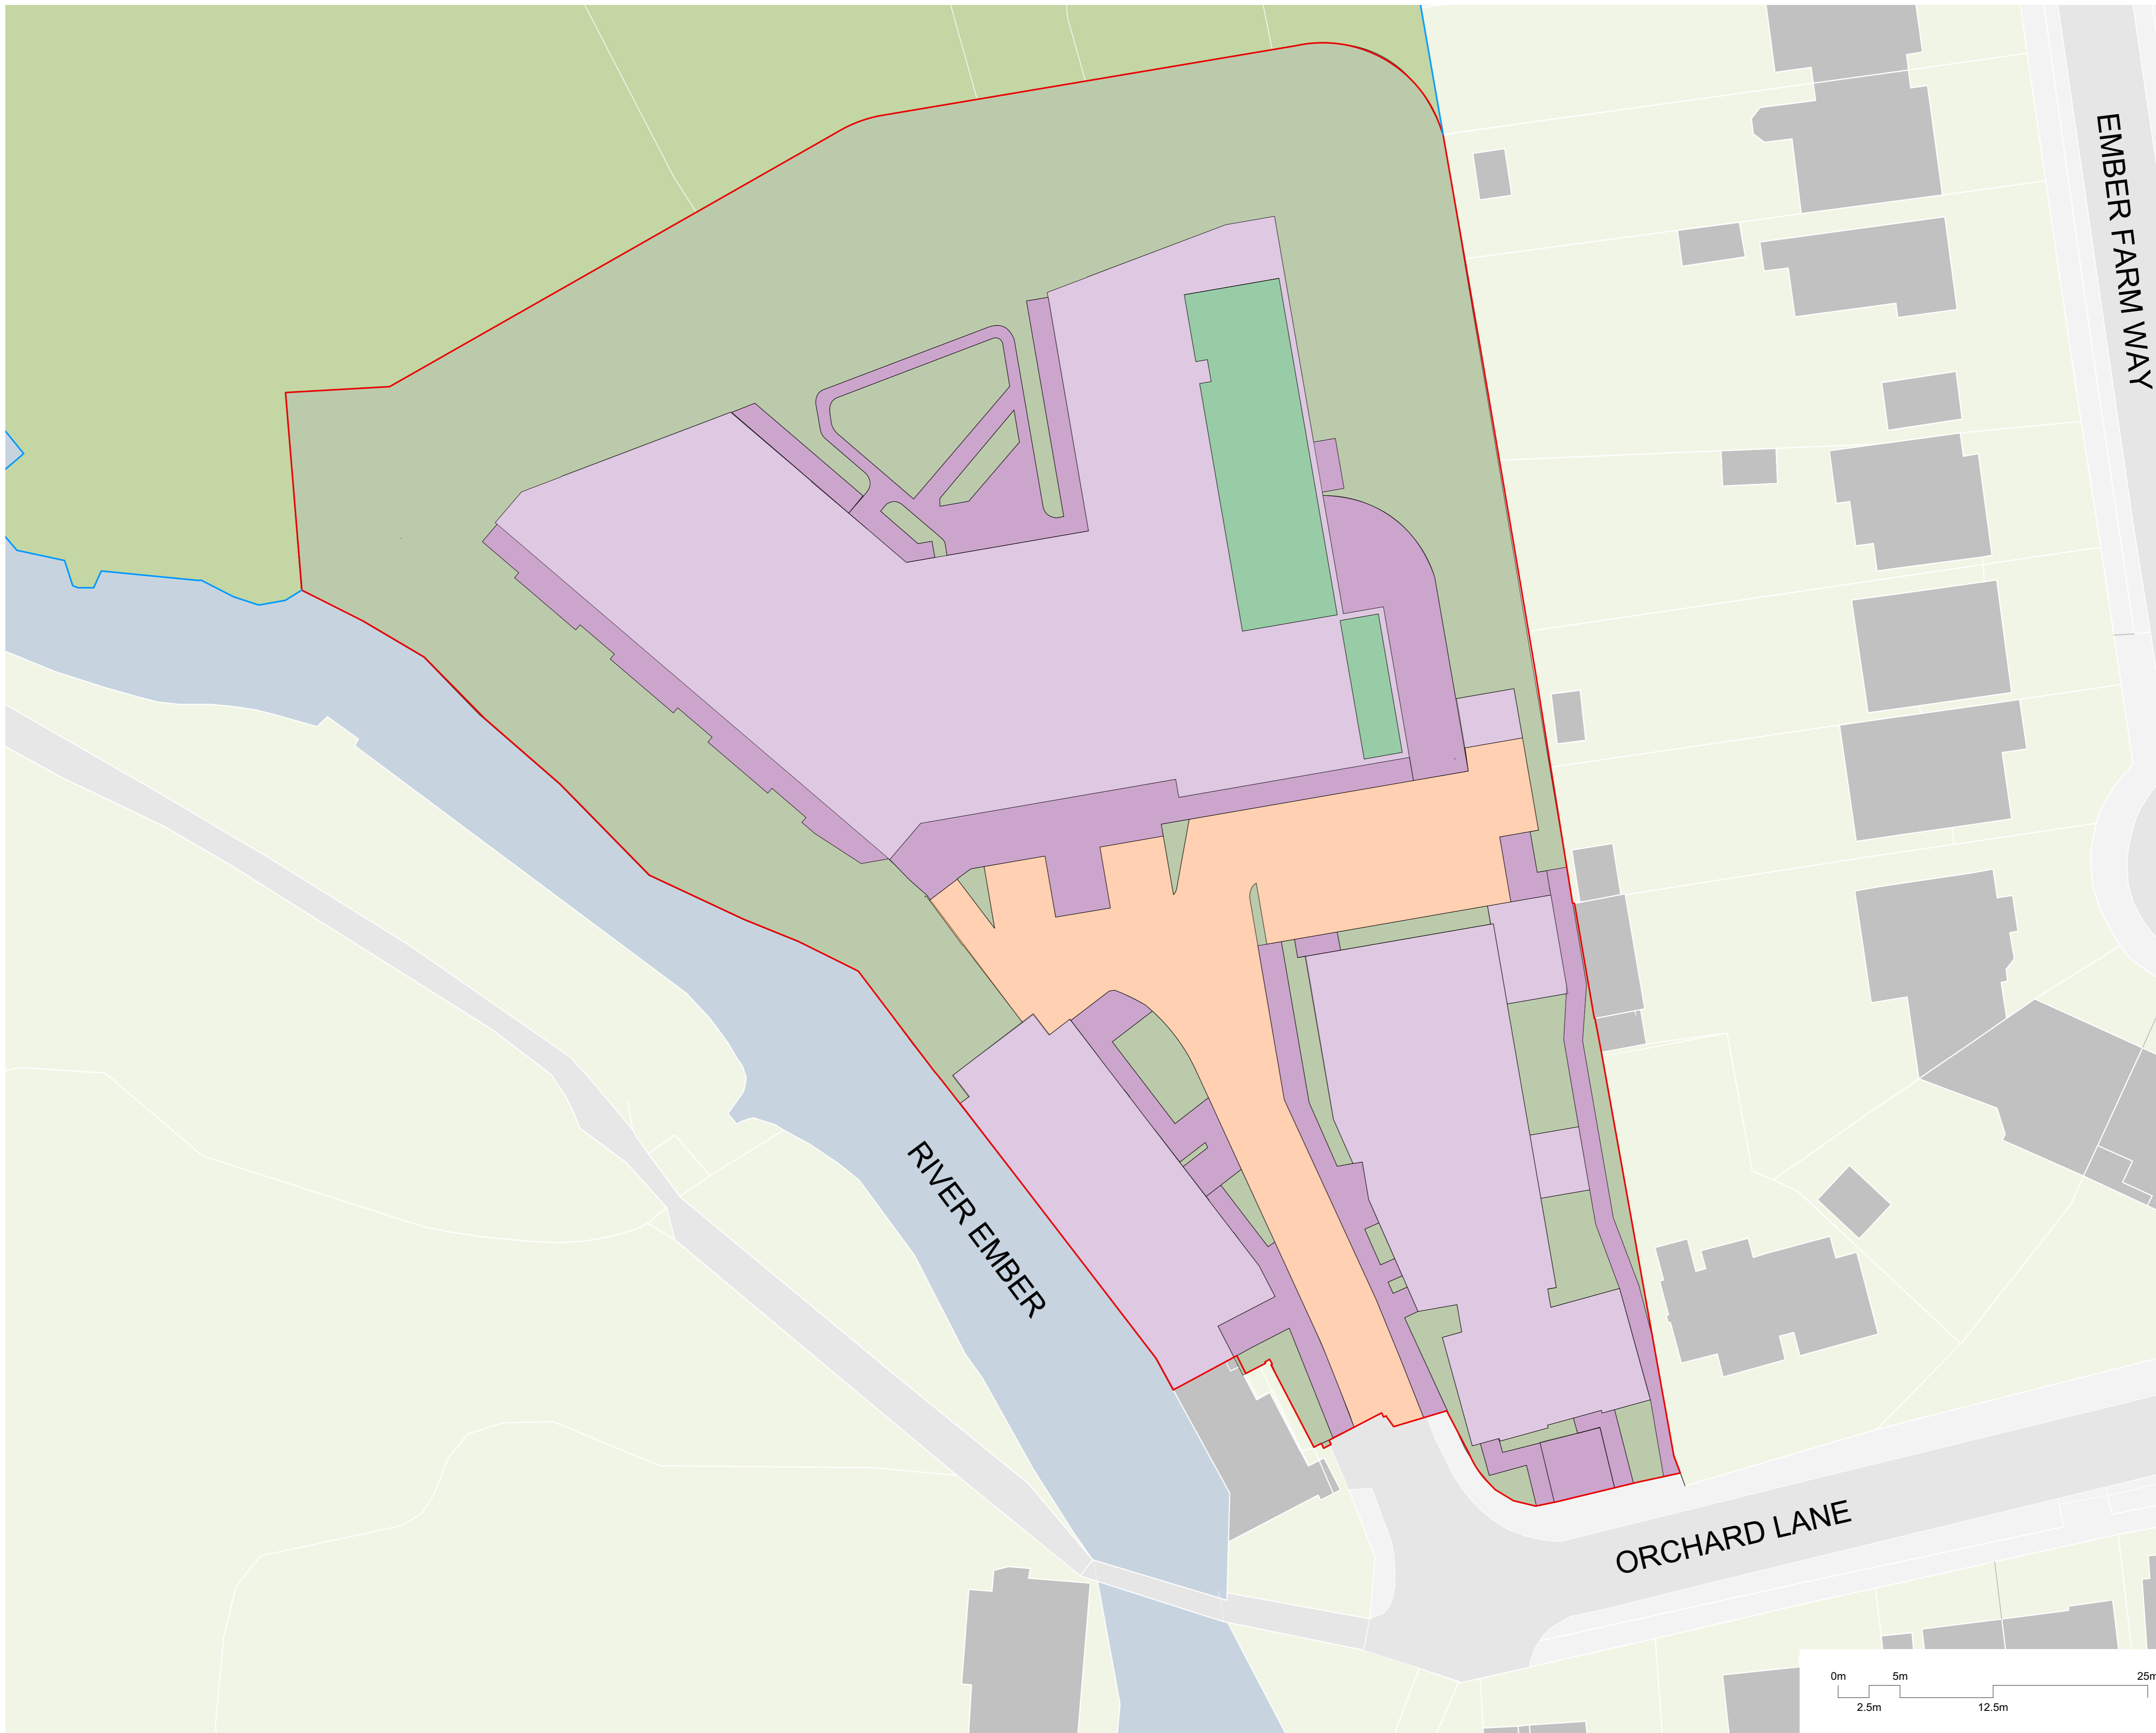 EMBER FARM WAY
RIVER EMBER
ORCHARD LANE
0m 5m 25m
2.5m 12.5m